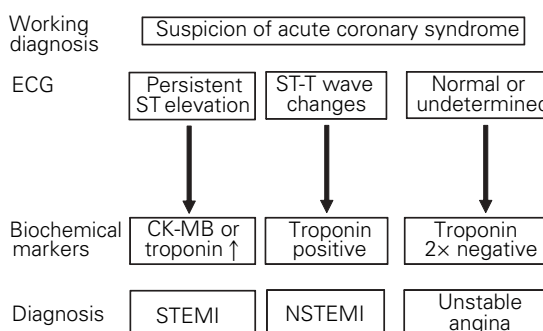 Working diagnosis
Suspicion of acute coronary syndrome
ECG
Persistent
ST elevation
ST-T wave
changes
Normal or
undetermined
Biochemical
markers
CK-MB or
troponin ↑
Troponin
positive
Troponin
2× negative
Diagnosis
STEMI
NSTEMI
Unstable
angina